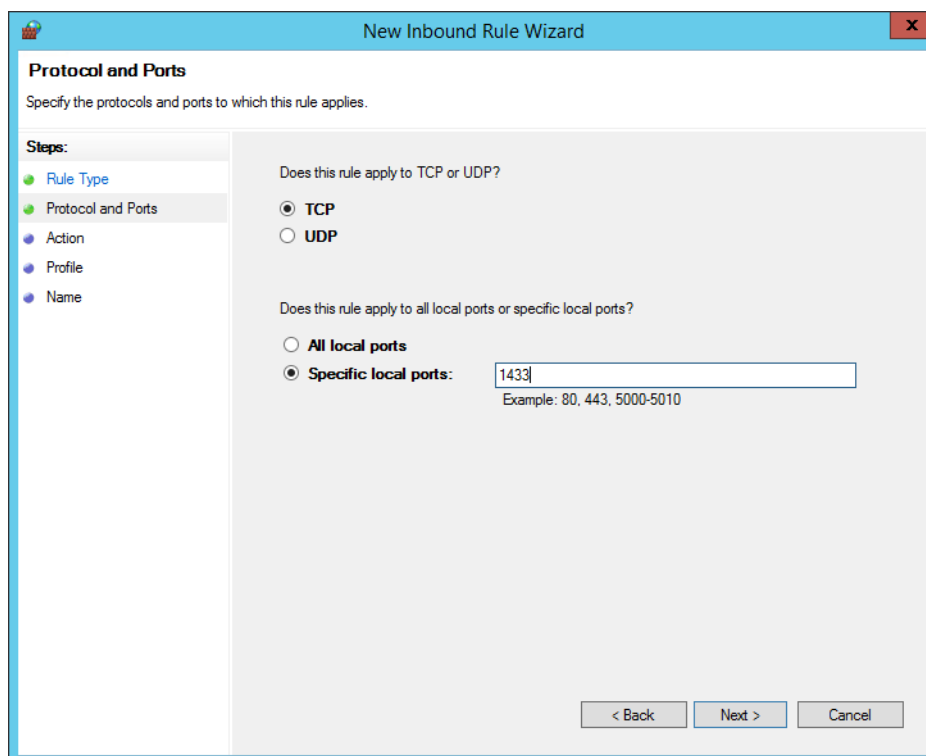 New Inbound Rule Wizard
X
Protocol and Ports
Specify the protocols and ports to which this rule applies.
Steps:
Rule Type
Protocol and Ports
Action
Profile
Name
Does this rule apply to TCP or UDP?
TCP
UDP
Does this rule apply to all local ports or specific local ports?
All local ports
Specific local ports:
1433
Example: 80, 443, 5000-5010
< Back
Next >
Cancel